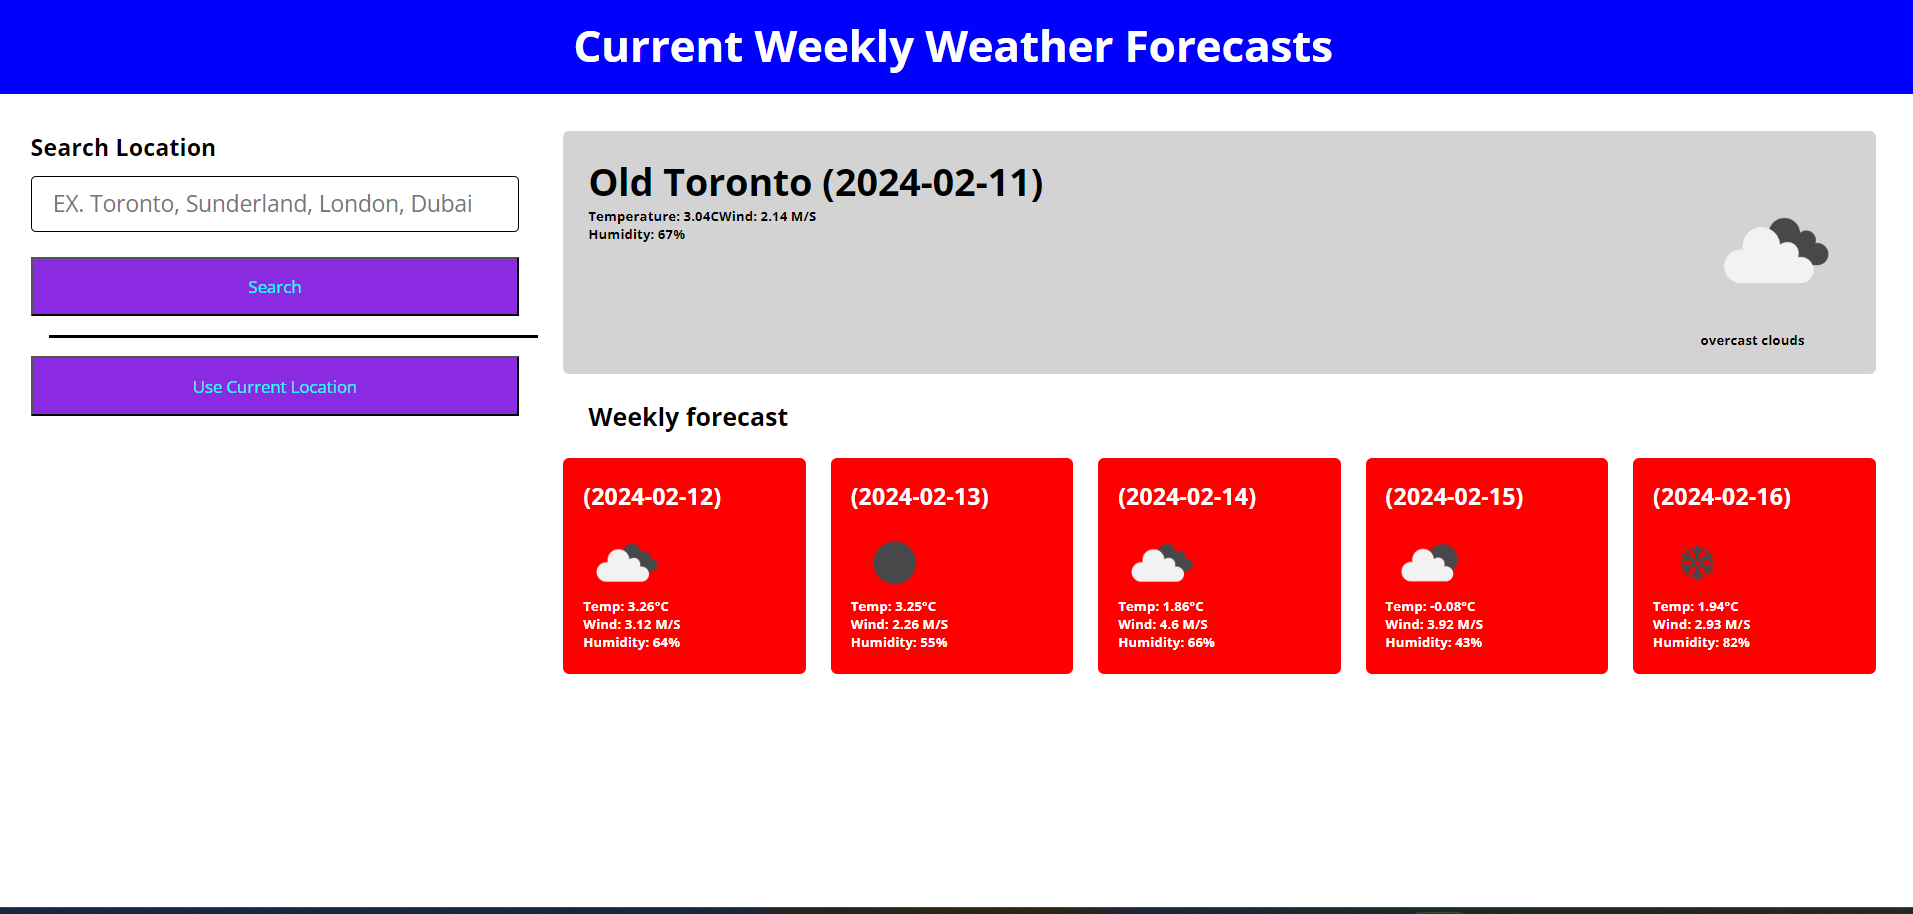 Current Weekly Weather Forecasts
Search Location
EX. Toronto, Sunderland, London, Dubai
Search
Use Current Location
Old Toronto (2024-02-11)
Temperature: 3.04CWind: 2.14 M/S
Humidity: 67%
overcast clouds
Weekly forecast
(2024-02-12)
Temp: 3.26°C
Wind: 3.12 M/S
Humidity: 64%
(2024-02-13)
Temp: 3.25°C
Wind: 2.26 M/S
Humidity: 55%
(2024-02-14)
Temp: 1.86°C
Wind: 4.6 M/S
Humidity: 66%
(2024-02-15)
Temp: -0.08°C
Wind: 3.92 M/S
Humidity: 43%
(2024-02-16)
Temp: 1.94°C
Wind: 2.93 M/S
Humidity: 82%